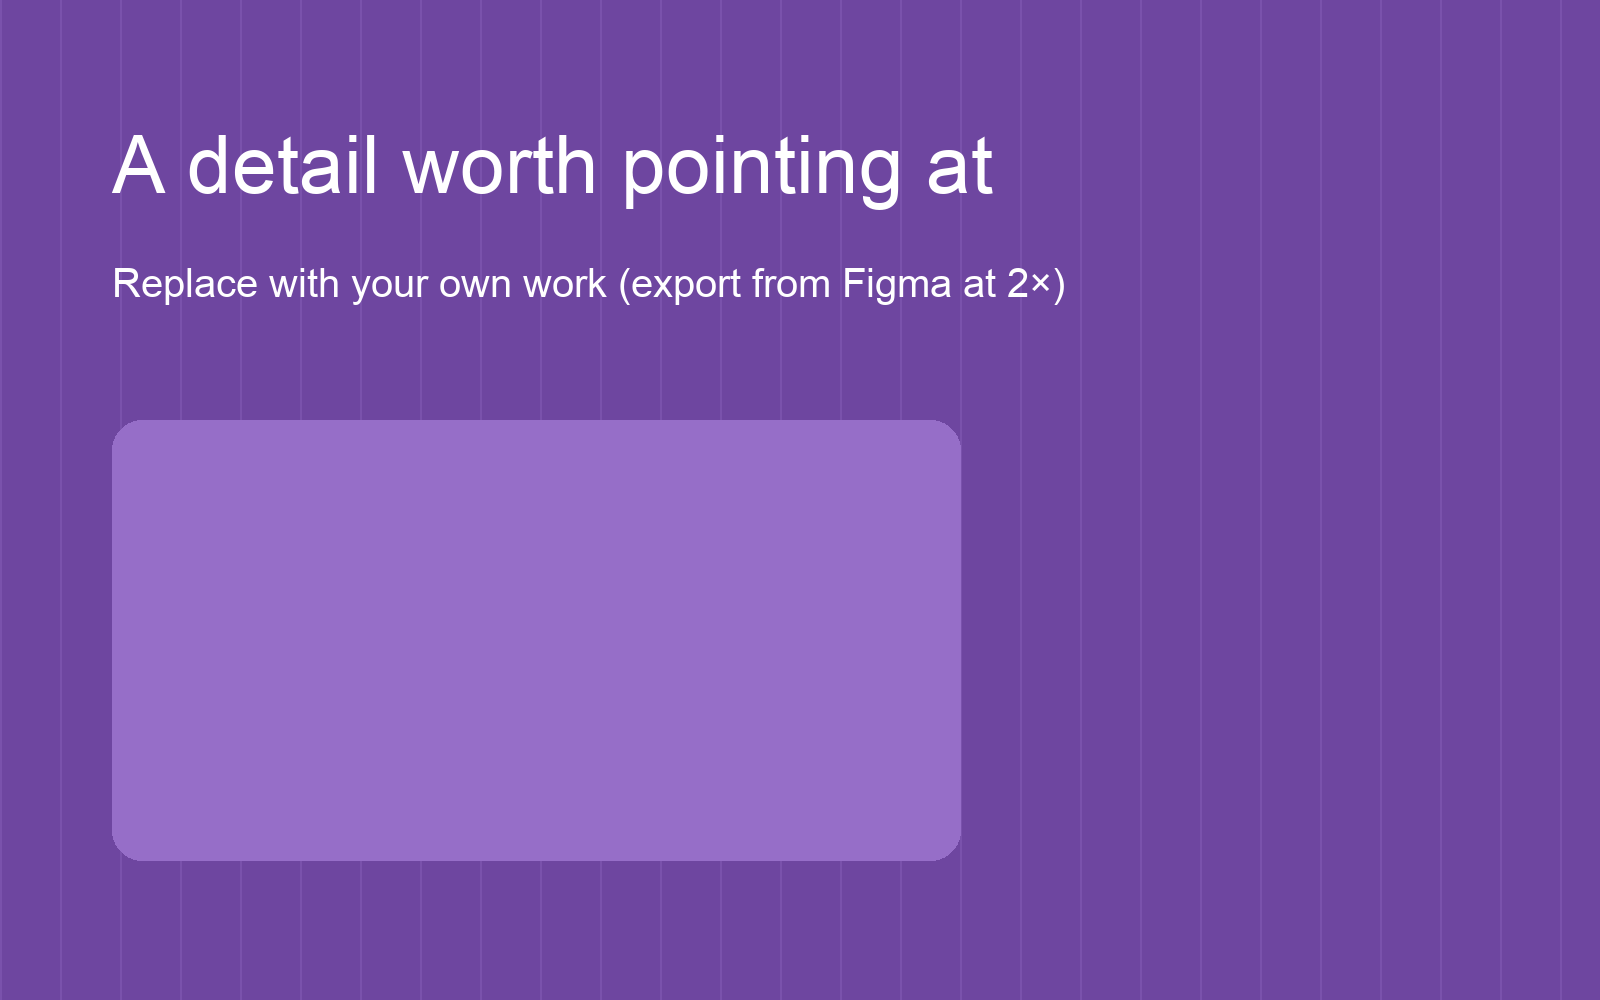 A detail worth pointing at
Replace with your own work (export from Figma at 2×)